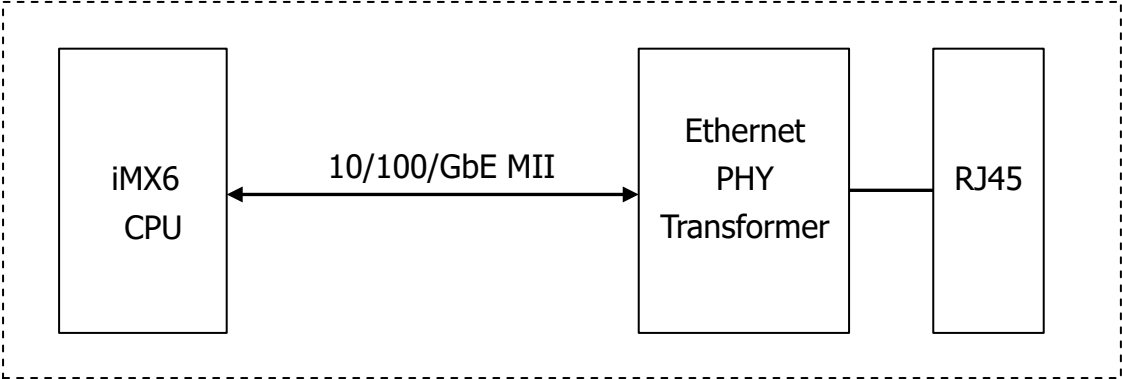 iMX6
CPU
10/100/GbE MII
Ethernet
PHY
Transformer
RJ45